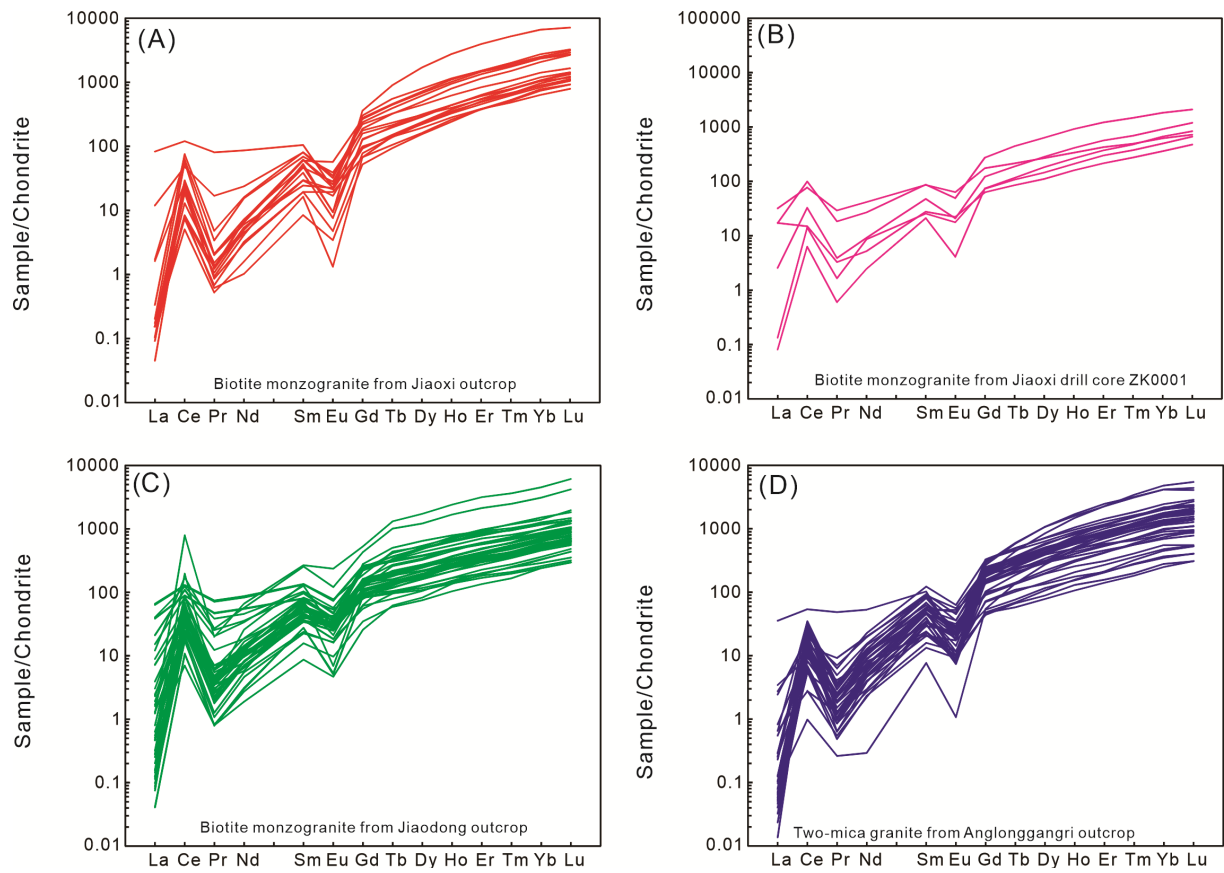 (A)
10000
1000
100
10
1
0.1
0.01
Sample/Chondrite
Biotite monzogranite from Jiaoxi outcrop
La Ce Pr Nd Sm Eu Gd Tb Dy Ho Er Tm Yb Lu
(B)
100000
10000
1000
100
10
1
0.1
0.01
Sample/Chondrite
Biotite monzogranite from Jiaoxi drill core ZK0001
La Ce Pr Nd Sm Eu Gd Tb Dy Ho Er Tm Yb Lu
(C)
10000
1000
100
10
1
0.1
0.01
Sample/Chondrite
Biotite monzogranite from Jiaodong outcrop
La Ce Pr Nd Sm Eu Gd Tb Dy Ho Er Tm Yb Lu
(D)
10000
1000
100
10
1
0.1
0.01
Sample/Chondrite
Two-mica granite from Anglonggangri outcrop
La Ce Pr Nd Sm Eu Gd Tb Dy Ho Er Tm Yb Lu